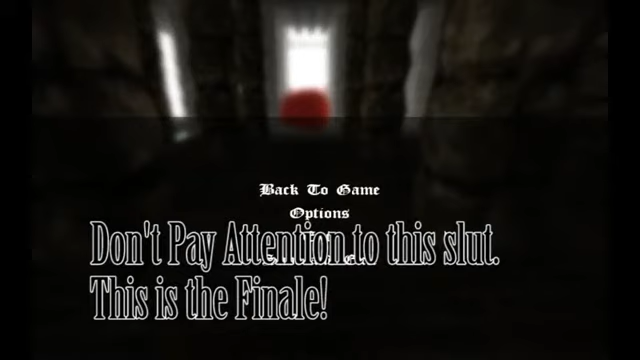 Back To Game
Options
Don't Pay Attention to this slut.
This is the Finale!